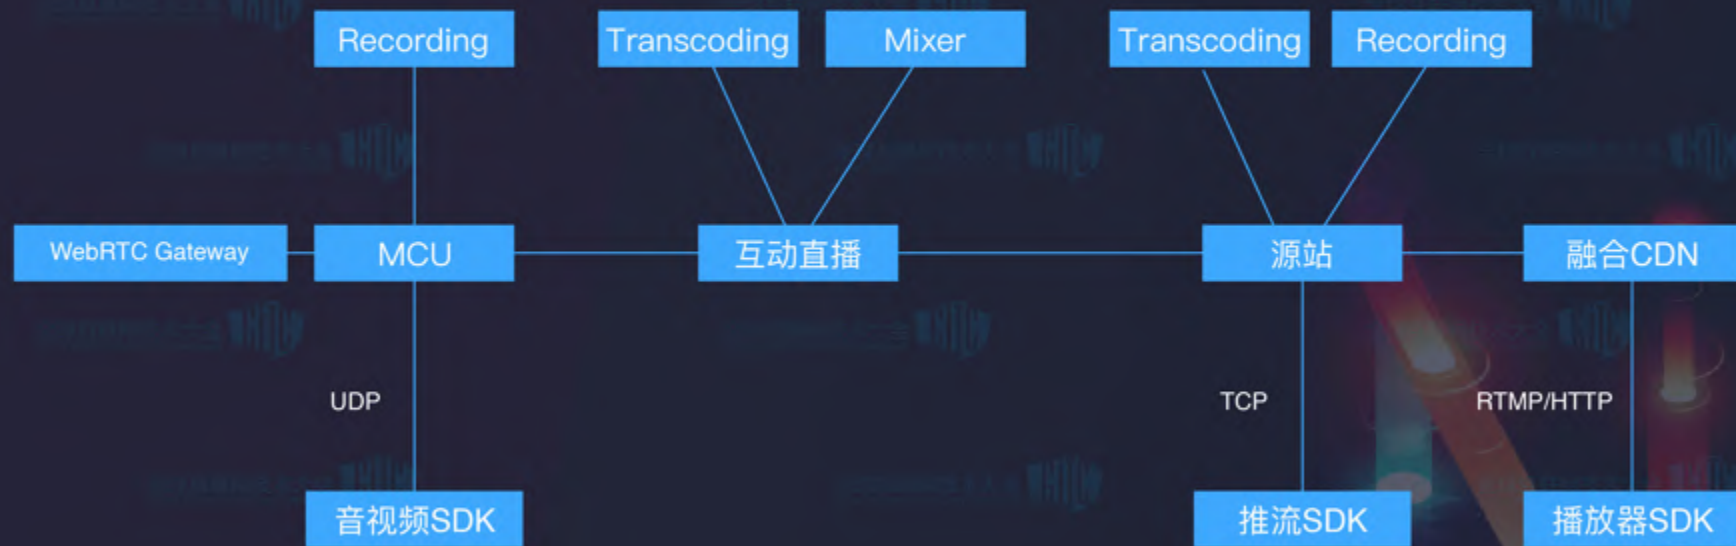 Recording
Transcoding
Mixer
Transcoding
Recording
WebRTC Gateway
MCU
互动直播
源站
融合CDN
UDP
TCP
RTMP/HTTP
音视频SDK
推流SDK
播放器SDK